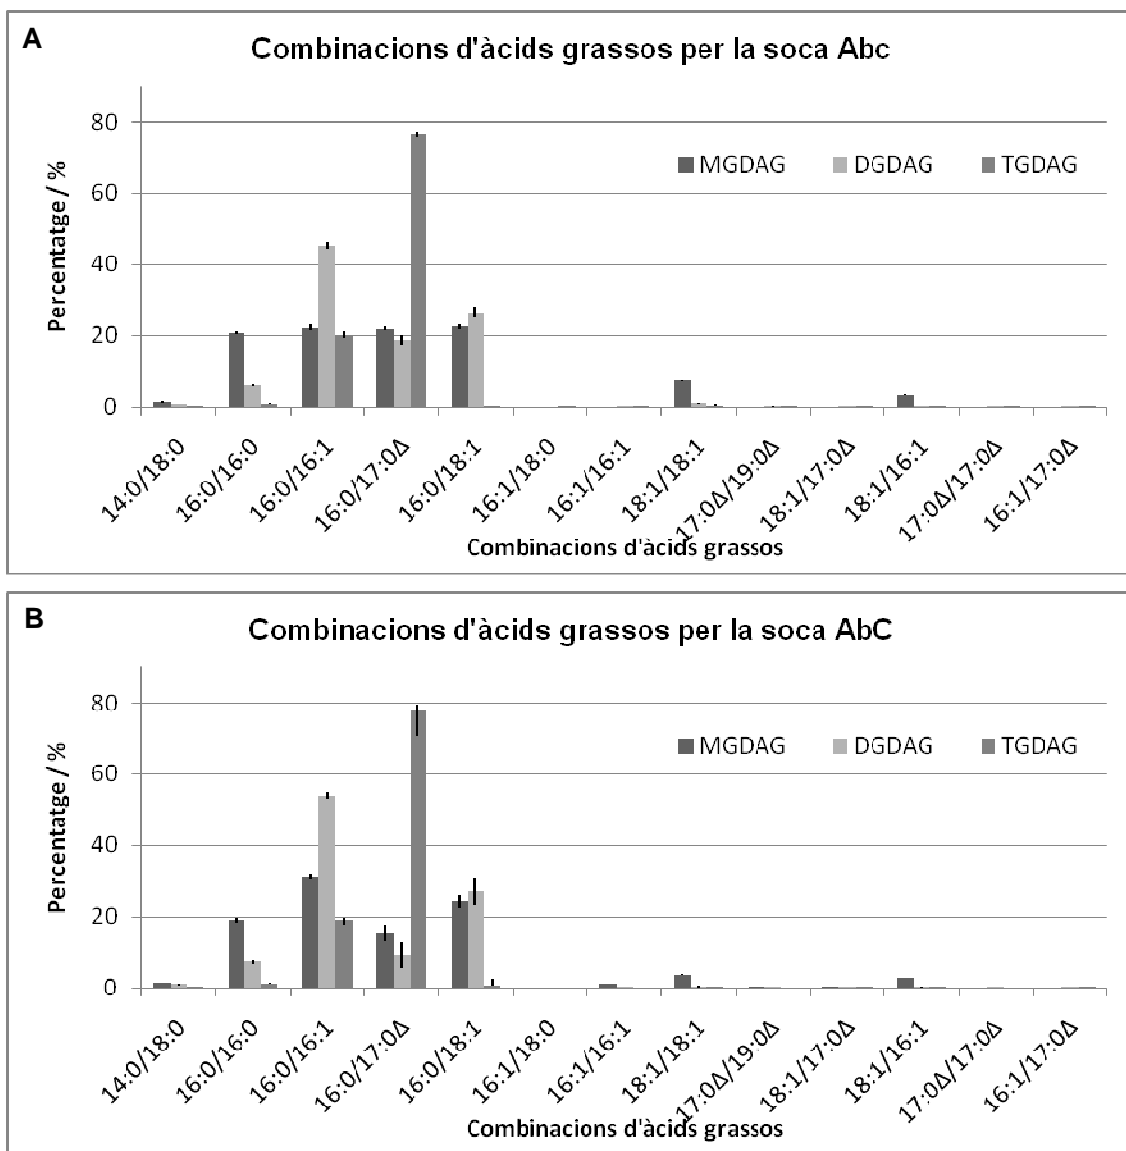 A
Combinacions d'àcids grassos per la soca Abc
Percentatge / %
80
60
40
20
0
MGDAG DGDAG TGDAG
14:0/18:0
16:0/16:0
16:0/16:1
16:0/17:0Δ
16:0/18:1
16:1/18:0
16:1/16:1
18:1/18:1
17:0Δ/19:0Δ
18:1/17:0Δ
18:1/16:1
17:0Δ/17:0Δ
16:1/17:0Δ
Combinacions d'àcids grassos
B
Combinacions d'àcids grassos per la soca AbC
Percentatge / %
80
60
40
20
0
MGDAG DGDAG TGDAG
14:0/18:0
16:0/16:0
16:0/16:1
16:0/17:0Δ
16:0/18:1
16:1/18:0
16:1/16:1
18:1/18:1
17:0Δ/19:0Δ
18:1/17:0Δ
18:1/16:1
17:0Δ/17:0Δ
16:1/17:0Δ
Combinacions d'àcids grassos